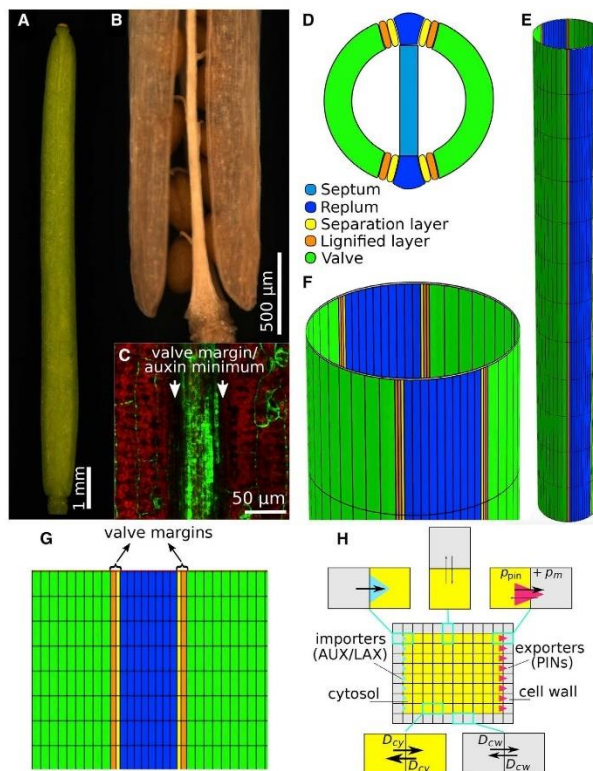 A
B
500 µm
C
valve margin/
auxin minimum
50 µm
1 mm
D
Septum
Replum
Separation layer
Lignified layer
Valve
E
F
G
valve margins
H
p_pin + p_m
importers
(AUX/LAX)
exporters
(PINs)
cytosol
cell wall
D_cy
D_cy
D_cw
D_cw